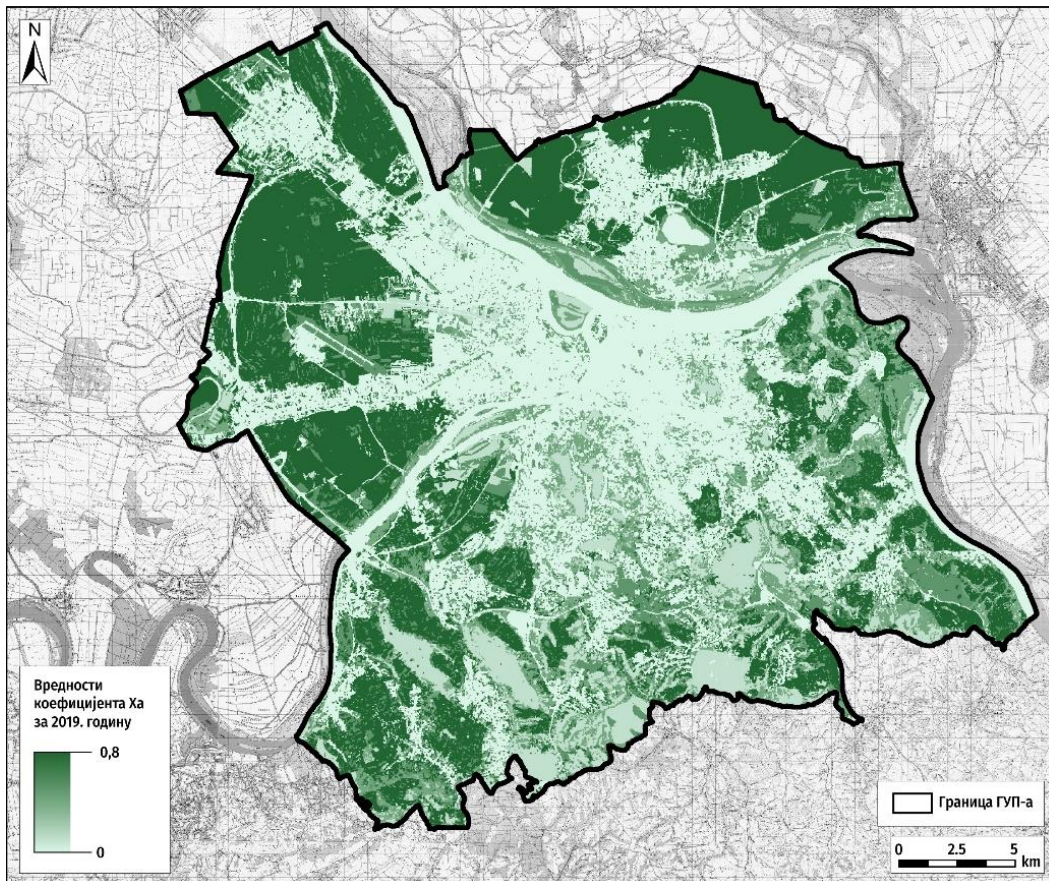 N
Вредности
коефицијента Ха
за 2019. годину
0,8
0
Граница ГУП-а
0 2.5 5
km